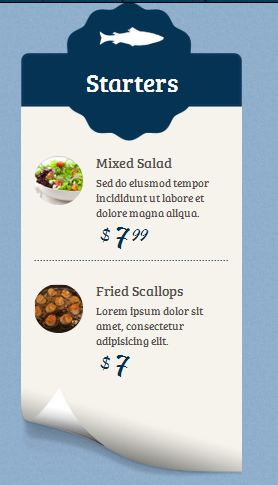 Starters
Mixed Salad
Sed do eiusmod tempor
incididunt ut labore et
dolore magna aliqua.
$ 7 99
Fried Scallops
Lorem ipsum dolor sit
amet, consectetur
adipisicing elit.
$ 7